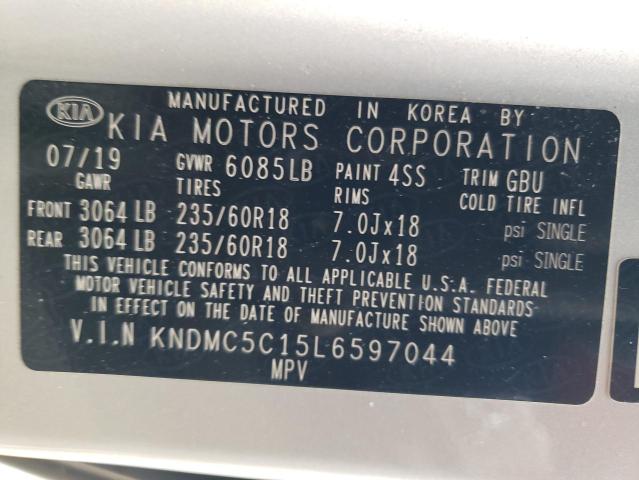 MANUFACTURED IN KOREA BY
KIA KIA MOTORS CORPORATION
07/19 GVWR 6085LB PAINT 4SS TRIM GBU
GAWR TIRES RIMS COLD TIRE INFL
FRONT 3064 LB 235/60R18 7.0Jx18 psi SINGLE
REAR 3064 LB 235/60R18 7.0Jx18 psi SINGLE
THIS VEHICLE CONFORMS TO ALL APPLICABLE U.S.A. FEDERAL
MOTOR VEHICLE SAFETY AND THEFT PREVENTION STANDARDS
IN EFFECT ON THE DATE OF MANUFACTURE SHOWN ABOVE
V.I.N KNDMC5C15L6597044
MPV